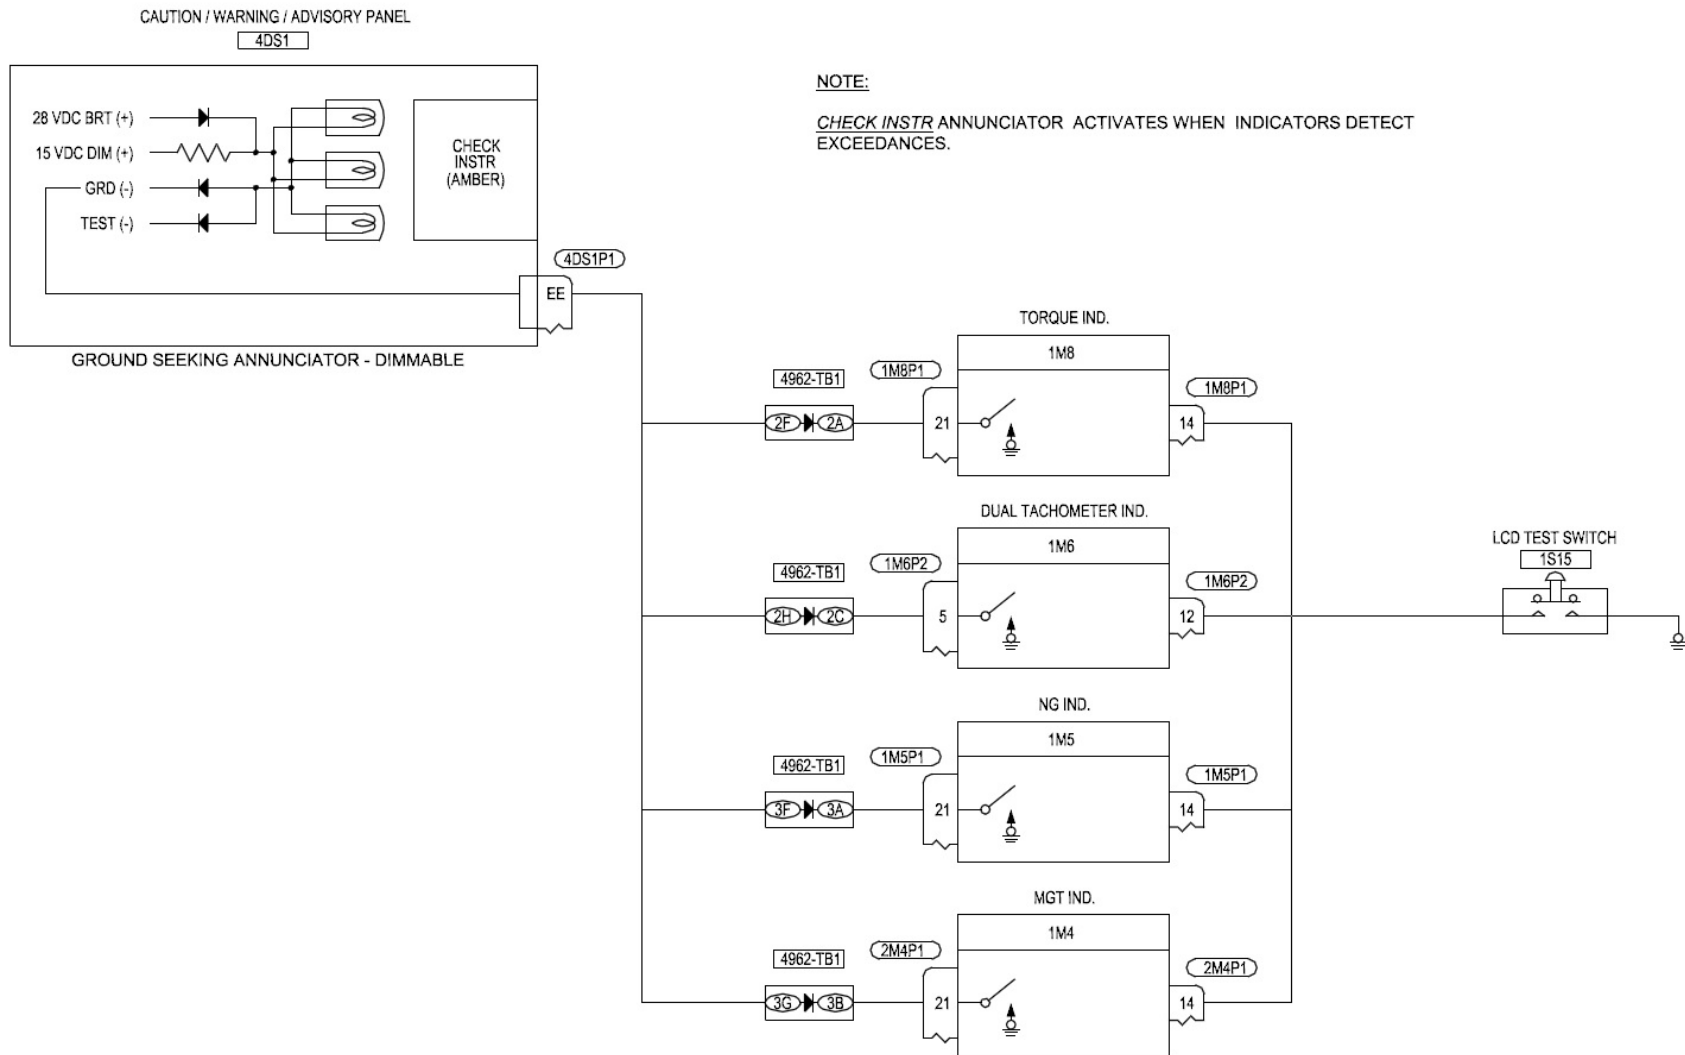 CAUTION / WARNING / ADVISORY PANEL
4DS1
28 VDC BRT (+)
15 VDC DIM (+)
GRD (-)
TEST (-)
CHECK
INSTR
(AMBER)
4DS1P1
EE
GROUND SEEKING ANNUNCIATOR - DIMMABLE
NOTE:
CHECK INSTR ANNUNCIATOR ACTIVATES WHEN INDICATORS DETECT
EXCEEDANCES.
TORQUE IND.
1M8
4962-TB1
1M8P1
1M8P1
2F
2A
21
14
DUAL TACHOMETER IND.
1M6
4962-TB1
1M6P2
1M6P2
2H
2C
5
12
LCD TEST SWITCH
1S15
NG IND.
1M5
4962-TB1
1M5P1
1M5P1
3F
3A
21
14
MGT IND.
1M4
4962-TB1
2M4P1
2M4P1
3G
3B
21
14